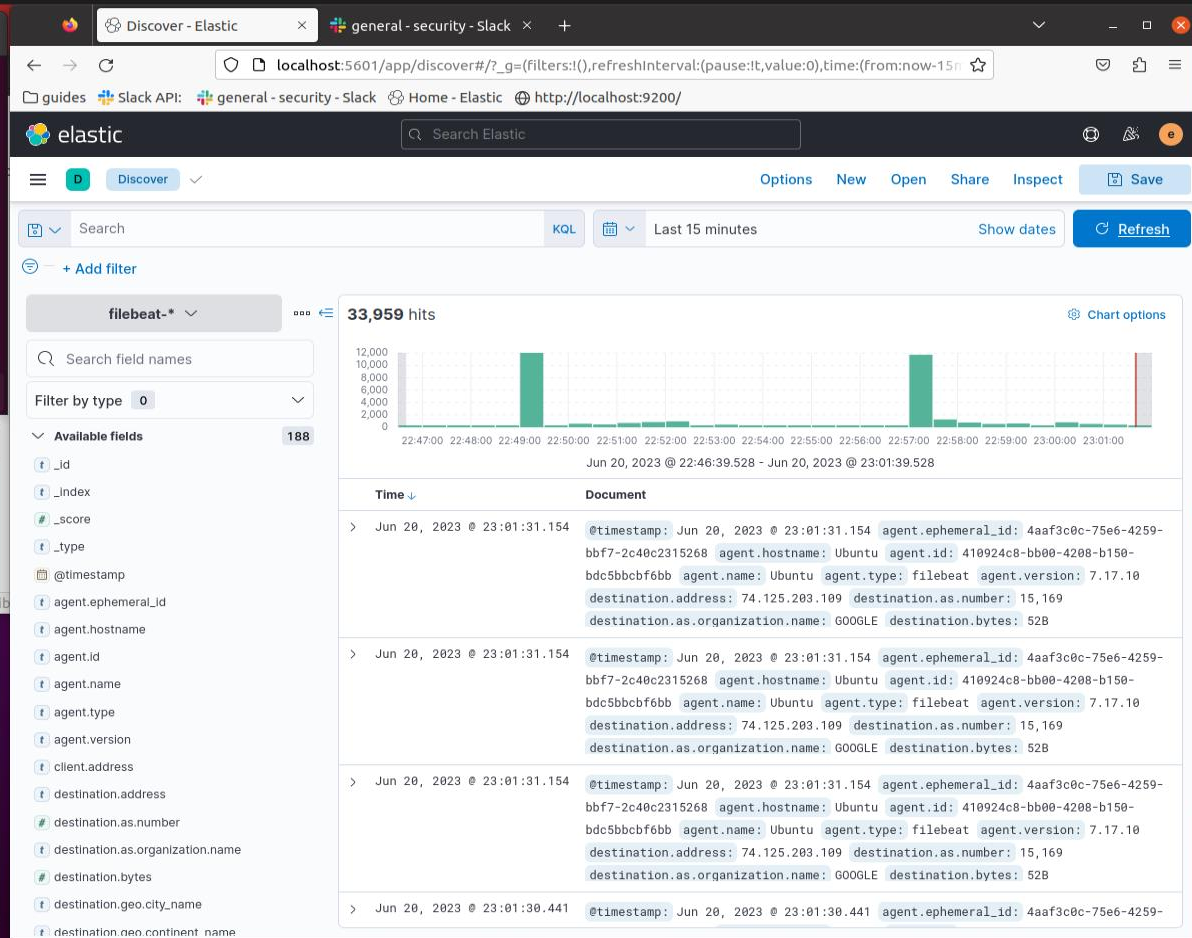 Discover - Elastic
general - security - Slack
localhost:5601/app/discover#/?_g=(filters:!(),refreshInterval:(pause:!t,value:0),time:(from:now-15m
guides Slack API: general - security - Slack Home - Elastic http://localhost:9200/
elastic
Search Elastic
e
D
Discover
Options New Open Share Inspect Save
Search
KQL
Last 15 minutes
Show dates
Refresh
+ Add filter
filebeat-*
Search field names
Filter by type 0
Available fields 188
t _id
t _index
# _score
t _type
@timestamp
t agent.ephemeral_id
t agent.hostname
t agent.id
t agent.name
t agent.type
t agent.version
t client.address
t destination.address
# destination.as.number
t destination.as.organization.name
# destination.bytes
t destination.geo.city_name
t destination.geo.continent_name
33,959 hits
Chart options
12,000
10,000
8,000
6,000
4,000
2,000
0
22:47:00 22:48:00 22:49:00 22:50:00 22:51:00 22:52:00 22:53:00 22:54:00 22:55:00 22:56:00 22:57:00 22:58:00 22:59:00 23:00:00 23:01:00
Jun 20, 2023 @ 22:46:39.528 - Jun 20, 2023 @ 23:01:39.528
Time Document
Jun 20, 2023 @ 23:01:31.154 @timestamp: Jun 20, 2023 @ 23:01:31.154 agent.ephemeral_id: 4aaf3c0c-75e6-4259-
bbf7-2c40c2315268 agent.hostname: Ubuntu agent.id: 410924c8-bb00-4208-b150-
bdc5bbcbf6bb agent.name: Ubuntu agent.type: filebeat agent.version: 7.17.10
destination.address: 74.125.203.109 destination.as.number: 15,169
destination.as.organization.name: GOOGLE destination.bytes: 52B
Jun 20, 2023 @ 23:01:31.154 @timestamp: Jun 20, 2023 @ 23:01:31.154 agent.ephemeral_id: 4aaf3c0c-75e6-4259-
bbf7-2c40c2315268 agent.hostname: Ubuntu agent.id: 410924c8-bb00-4208-b150-
bdc5bbcbf6bb agent.name: Ubuntu agent.type: filebeat agent.version: 7.17.10
destination.address: 74.125.203.109 destination.as.number: 15,169
destination.as.organization.name: GOOGLE destination.bytes: 52B
Jun 20, 2023 @ 23:01:31.154 @timestamp: Jun 20, 2023 @ 23:01:31.154 agent.ephemeral_id: 4aaf3c0c-75e6-4259-
bbf7-2c40c2315268 agent.hostname: Ubuntu agent.id: 410924c8-bb00-4208-b150-
bdc5bbcbf6bb agent.name: Ubuntu agent.type: filebeat agent.version: 7.17.10
destination.address: 74.125.203.109 destination.as.number: 15,169
destination.as.organization.name: GOOGLE destination.bytes: 52B
Jun 20, 2023 @ 23:01:30.441 @timestamp: Jun 20, 2023 @ 23:01:30.441 agent.ephemeral_id: 4aaf3c0c-75e6-4259-